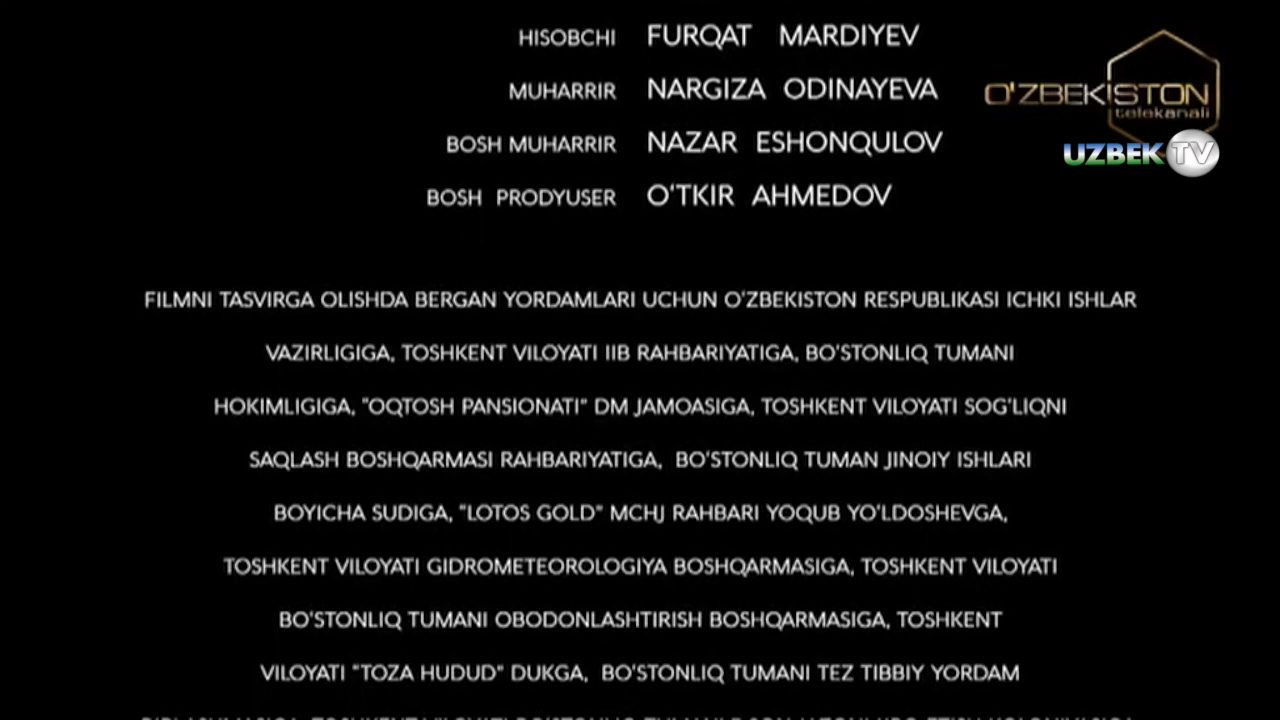 HISOBCHI FURQAT MARDIYEV
MUHARRIR NARGIZA ODINAYEVA
BOSH MUHARRIR NAZAR ESHONQULOV
BOSH PRODYUSER O'TKIR AHMEDOV
O'ZBEKISTON
telekanali
UZBEK TV
FILMNI TASVIRGA OLISHDA BERGAN YORDAMLARI UCHUN O'ZBEKISTON RESPUBLIKASI ICHKI ISHLAR
VAZIRLIGIGA, TOSHKENT VILOYATI IIB RAHBARIYATIGA, BO'STONLIQ TUMANI
HOKIMLIGIGA, "OQTOSH PANSIONATI" DM JAMOASIGA, TOSHKENT VILOYATI SOG'LIQNI
SAQLASH BOSHQARMASI RAHBARIYATIGA, BO'STONLIQ TUMAN JINOIY ISHLARI
BOYICHA SUDIGA, "LOTOS GOLD" MCHJ RAHBARI YOQUB YO'LDOSHEVGA,
TOSHKENT VILOYATI GIDROMETEOROLOGIYA BOSHQARMASIGA, TOSHKENT VILOYATI
BO'STONLIQ TUMANI OBODONLASHTIRISH BOSHQARMASIGA, TOSHKENT
VILOYATI "TOZA HUDUD" DUKGA, BO'STONLIQ TUMANI TEZ TIBBIY YORDAM